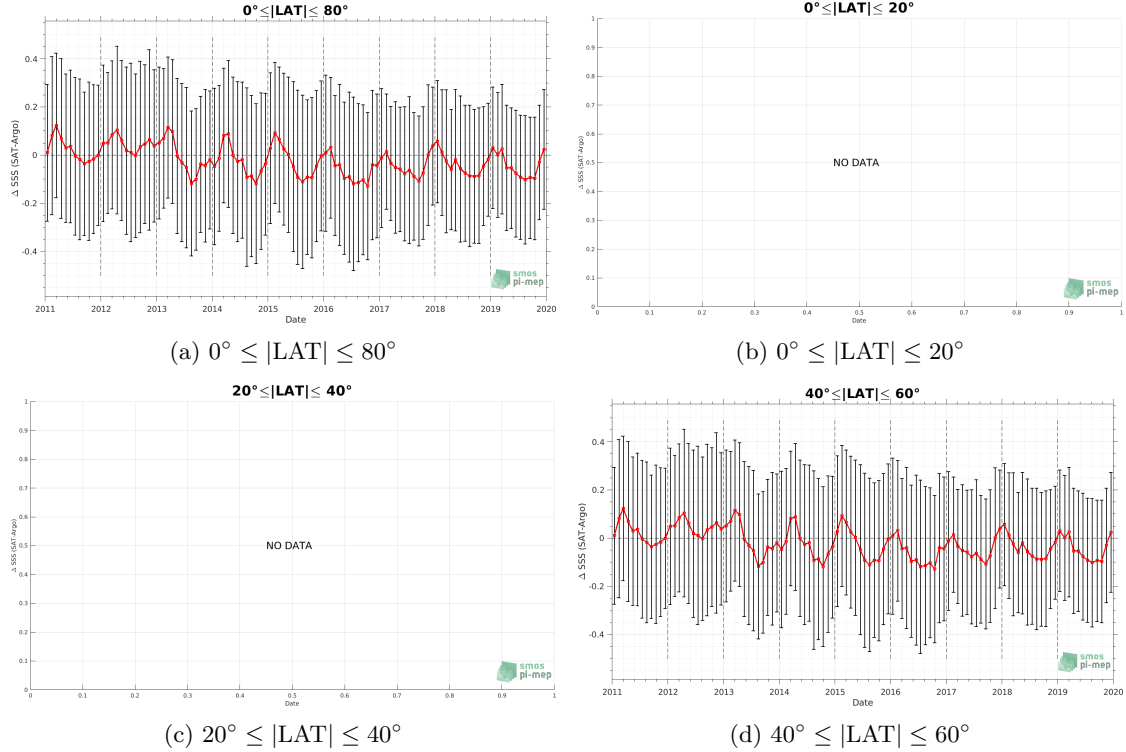 0°≤|LAT|≤ 80°
0.4
0.2
0
-0.2
-0.4
Δ SSS (SAT-Argo)
2011 2012 2013 2014 2015 2016 2017 2018 2019 2020
Date
smos
pi-mep
(a) 0° ≤ |LAT| ≤ 80°
0°≤|LAT|≤ 20°
1
0.9
0.8
0.7
0.6
0.5
0.4
0.3
0.2
0.1
0
Δ SSS (SAT-Argo)
NO DATA
0 0.1 0.2 0.3 0.4 0.5 0.6 0.7 0.8 0.9 1
Date
smos
pi-mep
(b) 0° ≤ |LAT| ≤ 20°
20°≤|LAT|≤ 40°
1
0.9
0.8
0.7
0.6
0.5
0.4
0.3
0.2
0.1
0
Δ SSS (SAT-Argo)
NO DATA
0 0.1 0.2 0.3 0.4 0.5 0.6 0.7 0.8 0.9 1
Date
smos
pi-mep
(c) 20° ≤ |LAT| ≤ 40°
40°≤|LAT|≤ 60°
0.4
0.2
0
-0.2
-0.4
Δ SSS (SAT-Argo)
2011 2012 2013 2014 2015 2016 2017 2018 2019 2020
Date
smos
pi-mep
(d) 40° ≤ |LAT| ≤ 60°